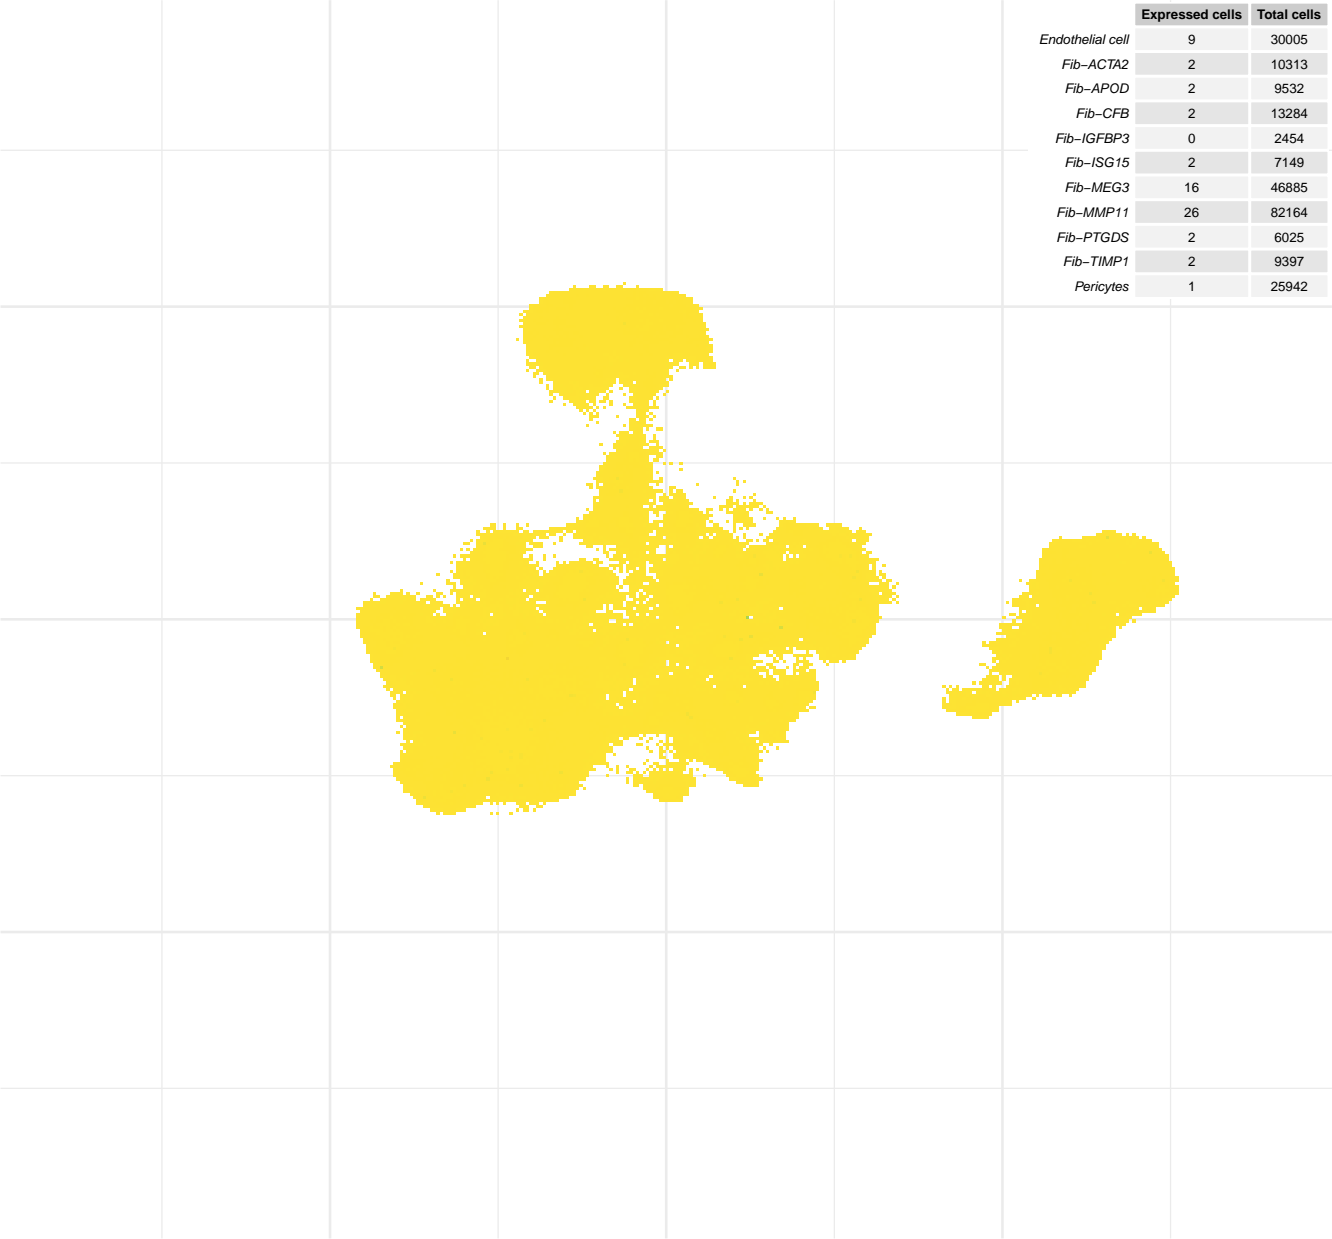 Expressed cells Total cells
Endothelial cell 9 30005
Fib−ACTA2 2 10313
Fib−APOD 2 9532
Fib−CFB 2 13284
Fib−IGFBP3 0 2454
Fib−ISG15 2 7149
Fib−MEG3 16 46885
Fib−MMP11 26 82164
Fib−PTGDS 2 6025
Fib−TIMP1 2 9397
Pericytes 1 25942